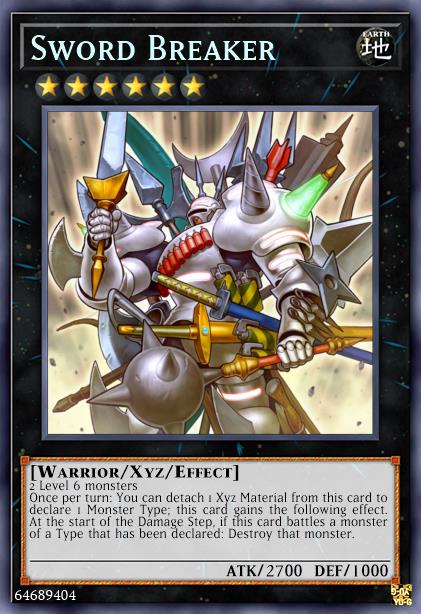 SWORD BREAKER
EARTH
地
[WARRIOR/XYZ/EFFECT]
2 Level 6 monsters
Once per turn: You can detach 1 Xyz Material from this card to
declare 1 Monster Type; this card gains the following effect.
At the start of the Damage Step, if this card battles a monster
of a Type that has been declared: Destroy that monster.
ATK/2700 DEF/1000
64689404